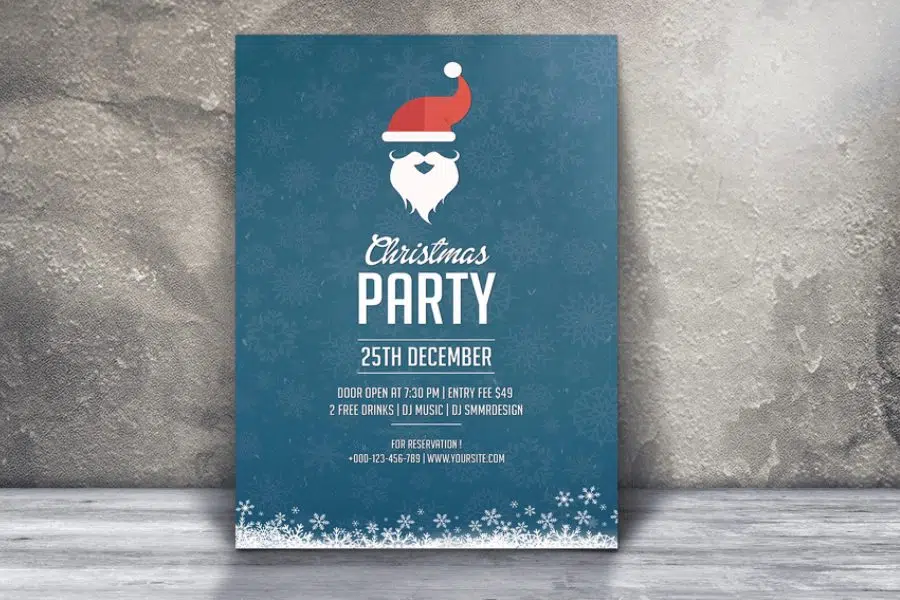 Christmas
PARTY
25TH DECEMBER
DOOR OPEN AT 7:30 PM | ENTRY FEE $49
2 FREE DRINKS | DJ MUSIC | DJ SMMRDESIGN
FOR RESERVATION !
+000-123-456-789 | WWW.YOURSITE.COM